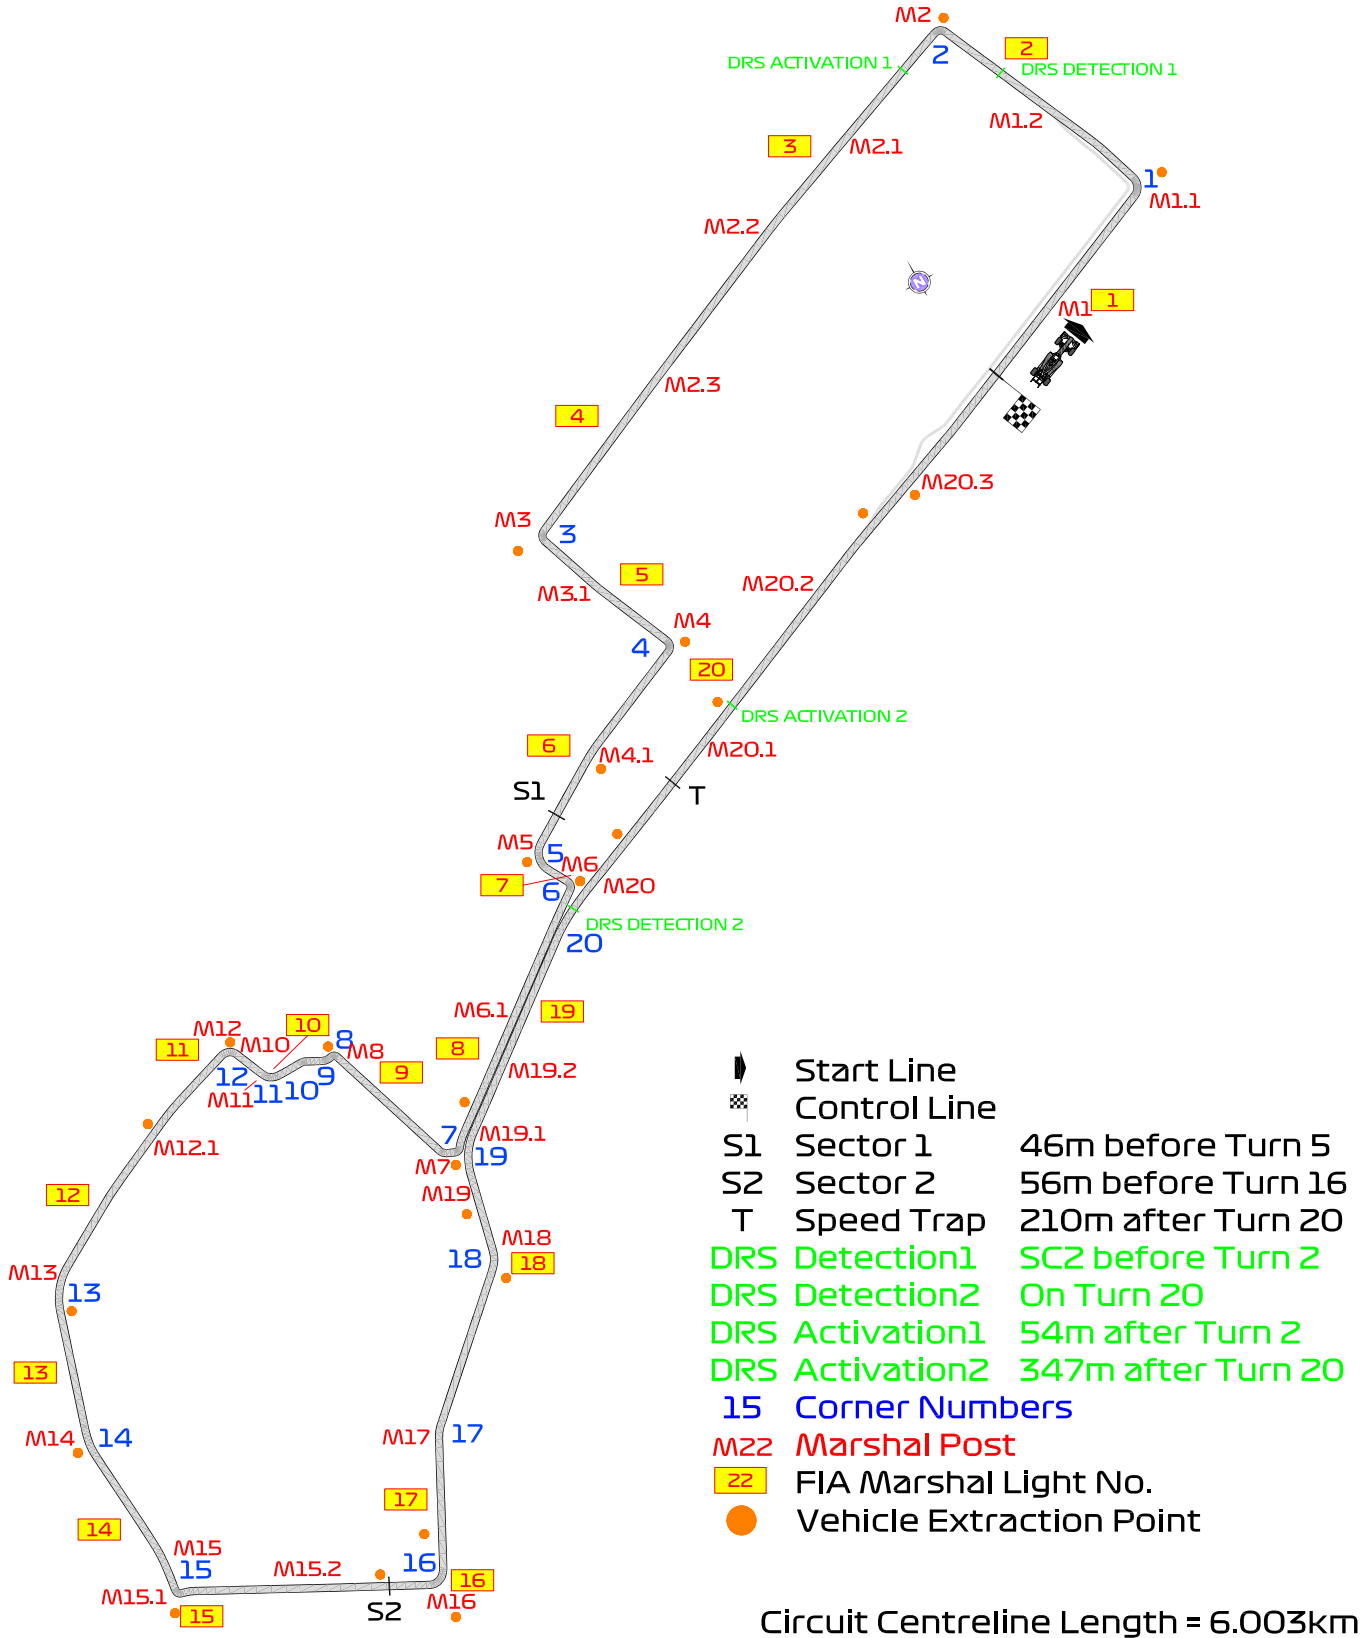 M2
2
2
DRS ACTIVATION 1
DRS DETECTION 1
M1.2
3
M2.1
1
M1.1
M2.2
N
1
M1
M2.3
4
M20.3
M3
3
5
M3.1
M20.2
M4
4
20
DRS ACTIVATION 2
6
M4.1
M20.1
S1
T
M5
5
M6
7
6
M20
DRS DETECTION 2
20
M6.1
19
10
M12
11
M10
8
M8
8
9
9
M19.2
12
11
10
M11
M12.1
7
M19.1
19
M7
M19
12
M18
18
18
M13
13
13
M14
14
M17
17
17
14
M15
15
M15.2
16
16
M15.1
15
S2
M16
Start Line
Control Line
S1 Sector 1 46m before Turn 5
S2 Sector 2 56m before Turn 16
T Speed Trap 210m after Turn 20
DRS Detection1 SC2 before Turn 2
DRS Detection2 On Turn 20
DRS Activation1 54m after Turn 2
DRS Activation2 347m after Turn 20
15 Corner Numbers
M22 Marshal Post
22 FIA Marshal Light No.
Vehicle Extraction Point
Circuit Centreline Length = 6.003km